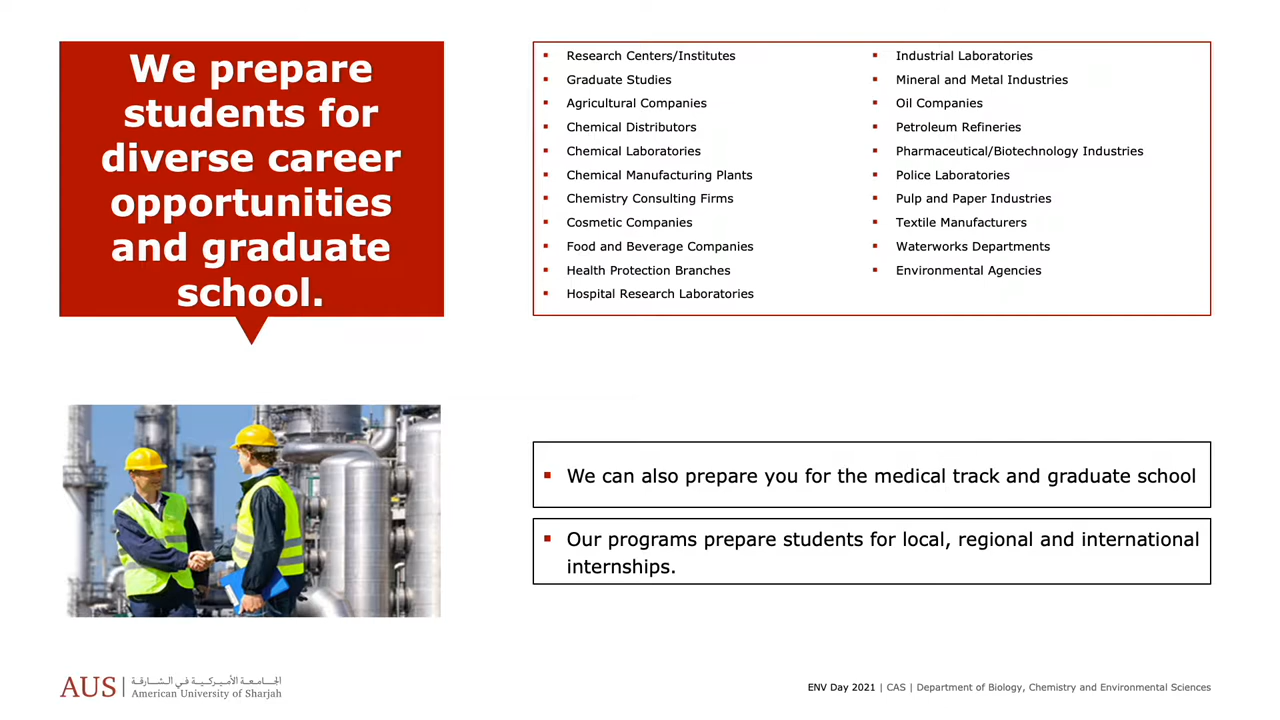 We prepare
students for
diverse career
opportunities
and graduate
school.
▪ Research Centers/Institutes
▪ Graduate Studies
▪ Agricultural Companies
▪ Chemical Distributors
▪ Chemical Laboratories
▪ Chemical Manufacturing Plants
▪ Chemistry Consulting Firms
▪ Cosmetic Companies
▪ Food and Beverage Companies
▪ Health Protection Branches
▪ Hospital Research Laboratories
▪ Industrial Laboratories
▪ Mineral and Metal Industries
▪ Oil Companies
▪ Petroleum Refineries
▪ Pharmaceutical/Biotechnology Industries
▪ Police Laboratories
▪ Pulp and Paper Industries
▪ Textile Manufacturers
▪ Waterworks Departments
▪ Environmental Agencies
▪ We can also prepare you for the medical track and graduate school
▪ Our programs prepare students for local, regional and international
internships.
AUS
الجامعة الأميركية في الشارقة
American University of Sharjah
ENV Day 2021 | CAS | Department of Biology, Chemistry and Environmental Sciences